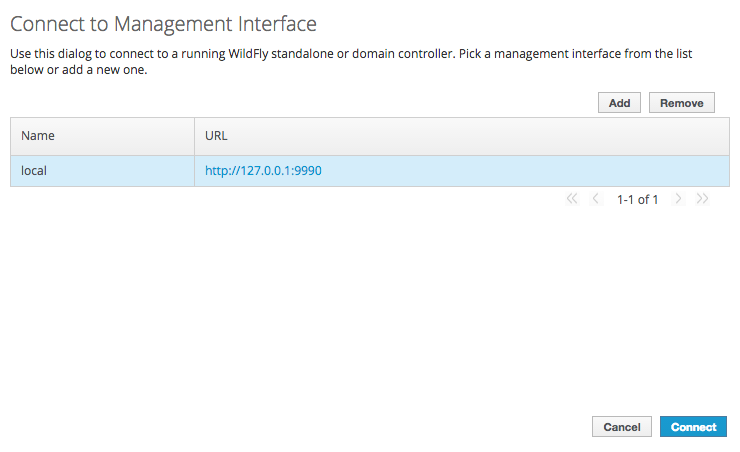 Connect to Management Interface
Use this dialog to connect to a running WildFly standalone or domain controller. Pick a management interface from the list
below or add a new one.
Add Remove
Name URL
local http://127.0.0.1:9990
1-1 of 1
Cancel Connect